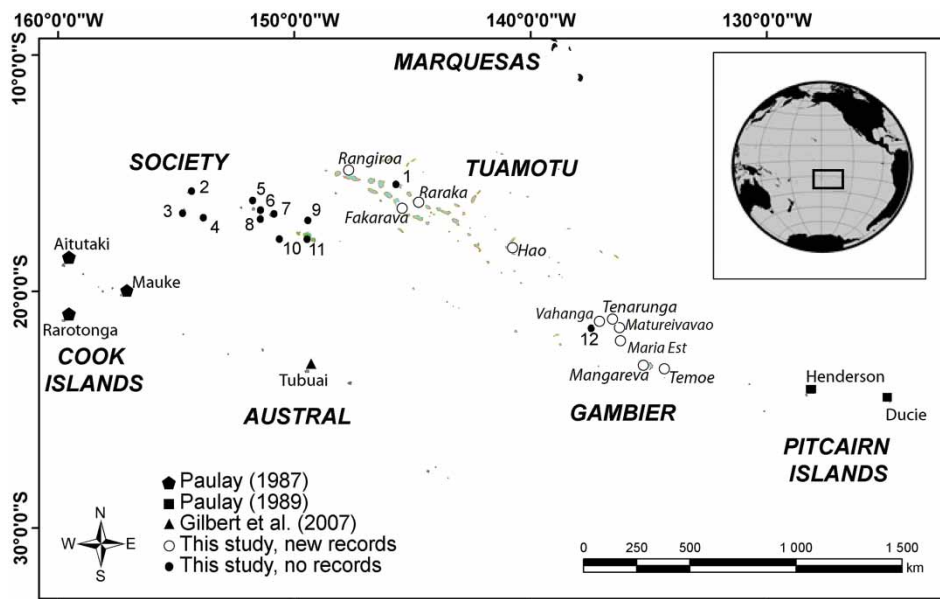 160°0'0"S
150°0'0"S
140°0'0"S
130°0'0"S
10°0'0"S
20°0'0"S
30°0'0"S
MARQUESAS
SOCIETY
TUAMOTU
Rangiroa
1
Raraka
Fakarava
2
3
4
5
6
7
8
9
10
11
Hao
Aitutaki
Mauke
Rarotonga
COOK
ISLANDS
Tubuai
AUSTRAL
Vahanga
Tenarunga
Matureivavao
12
Maria Est
Mangareva
Temoe
GAMBIER
Henderson
Ducie
PITCAIRN
ISLANDS
Paulay (1987)
Paulay (1989)
Gilbert et al. (2007)
This study, new records
This study, no records
N
W E
S
0 250 500 1 000 1 500
km